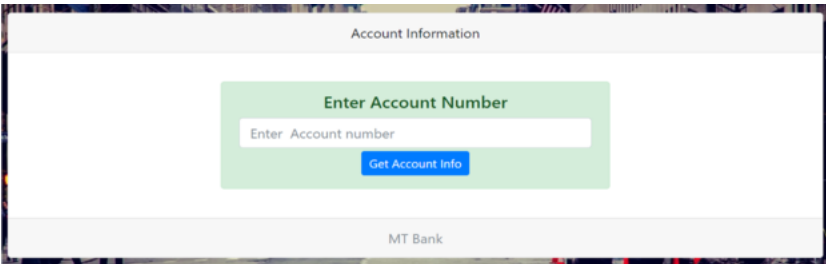 Account Information
Enter Account Number
Enter Account number
Get Account Info
MT Bank